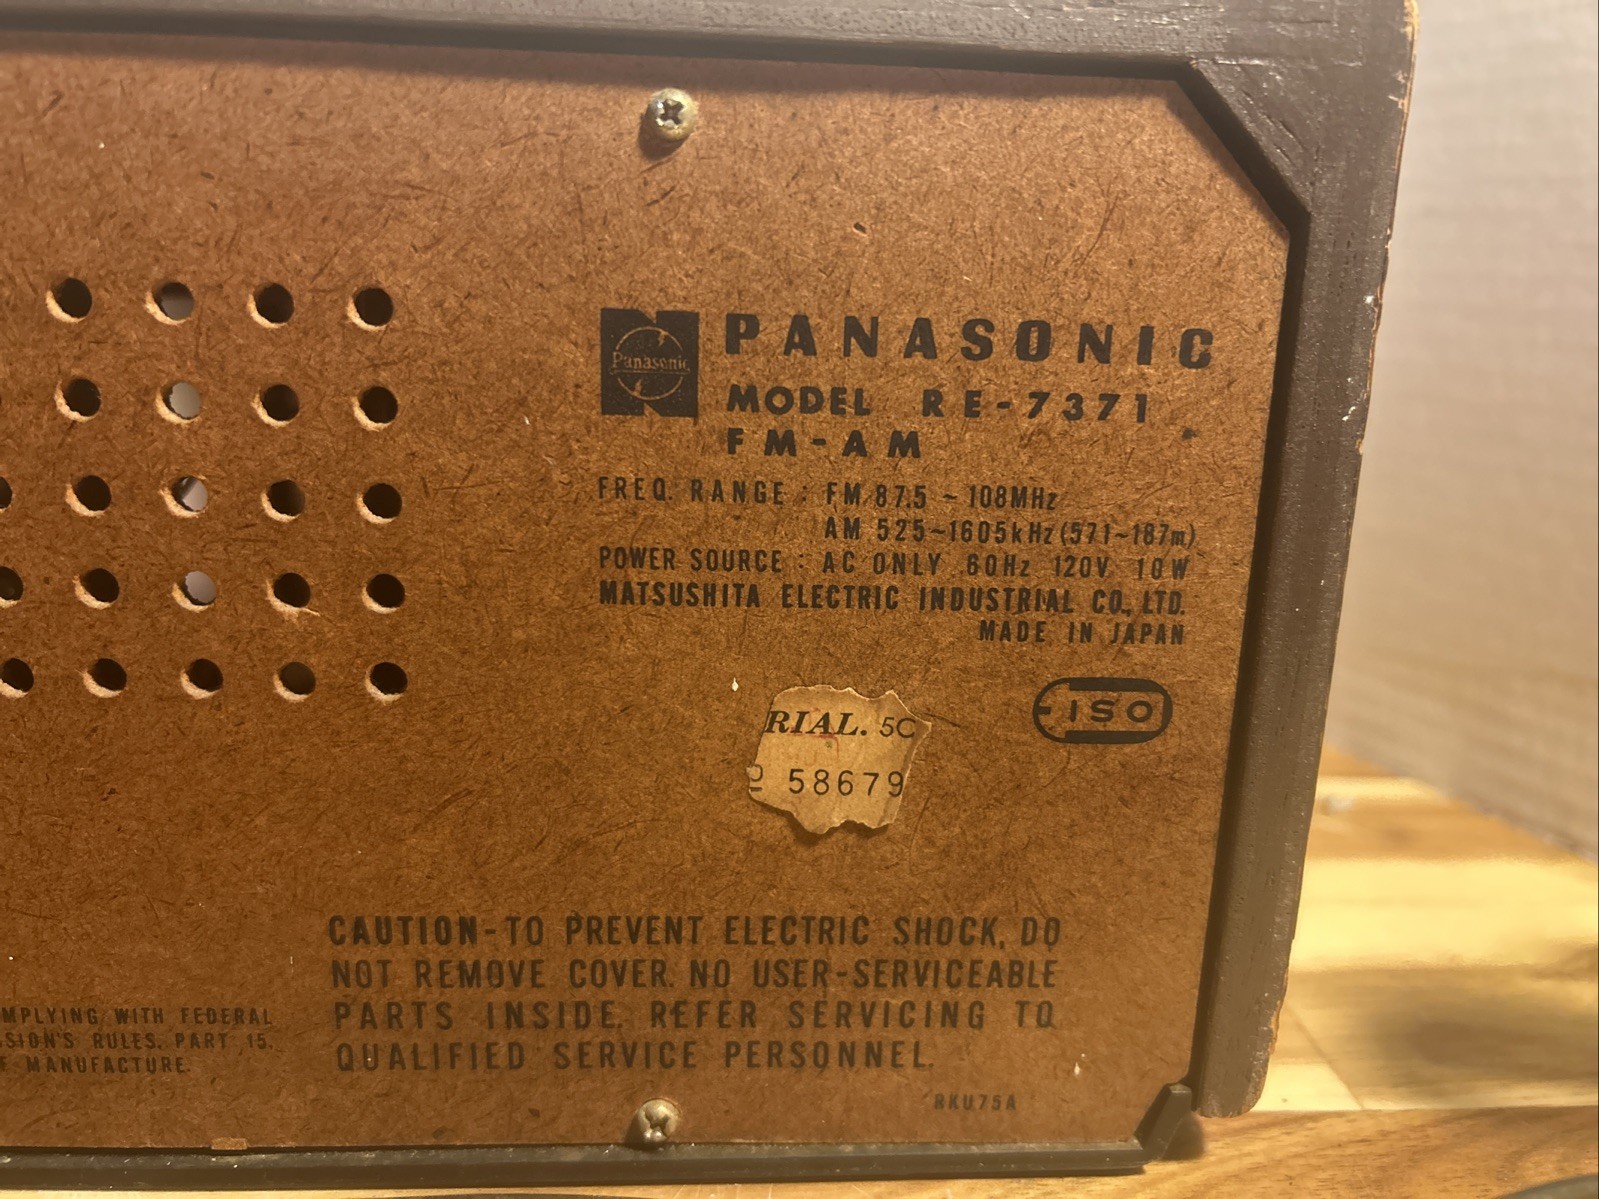 PANASONIC
Panasonic
MODEL RE-7371
FM-AM
FREQ. RANGE : FM 87.5 ~ 108MHz
AM 525~1605kHz (571~187m)
POWER SOURCE : AC ONLY 60Hz 120V 10W
MATSUSHITA ELECTRIC INDUSTRIAL CO., LTD.
MADE IN JAPAN
ISO
RIAL. 5C
58679
CAUTION-TO PREVENT ELECTRIC SHOCK, DO
NOT REMOVE COVER. NO USER-SERVICEABLE
PARTS INSIDE. REFER SERVICING TO
QUALIFIED SERVICE PERSONNEL.
MPLYING WITH FEDERAL
SION'S RULES, PART 15,
F MANUFACTURE.
RKU75A